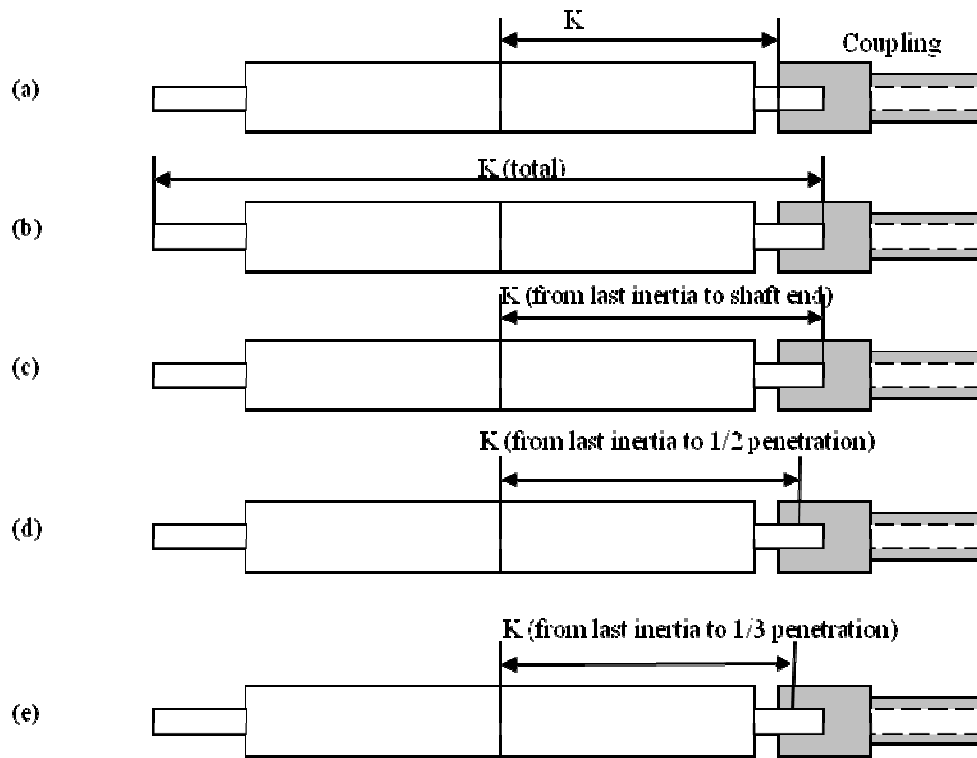 K
Coupling
(a)
K (total)
(b)
K (from last inertia to shaft end)
(c)
K (from last inertia to 1/2 penetration)
(d)
K (from last inertia to 1/3 penetration)
(e)